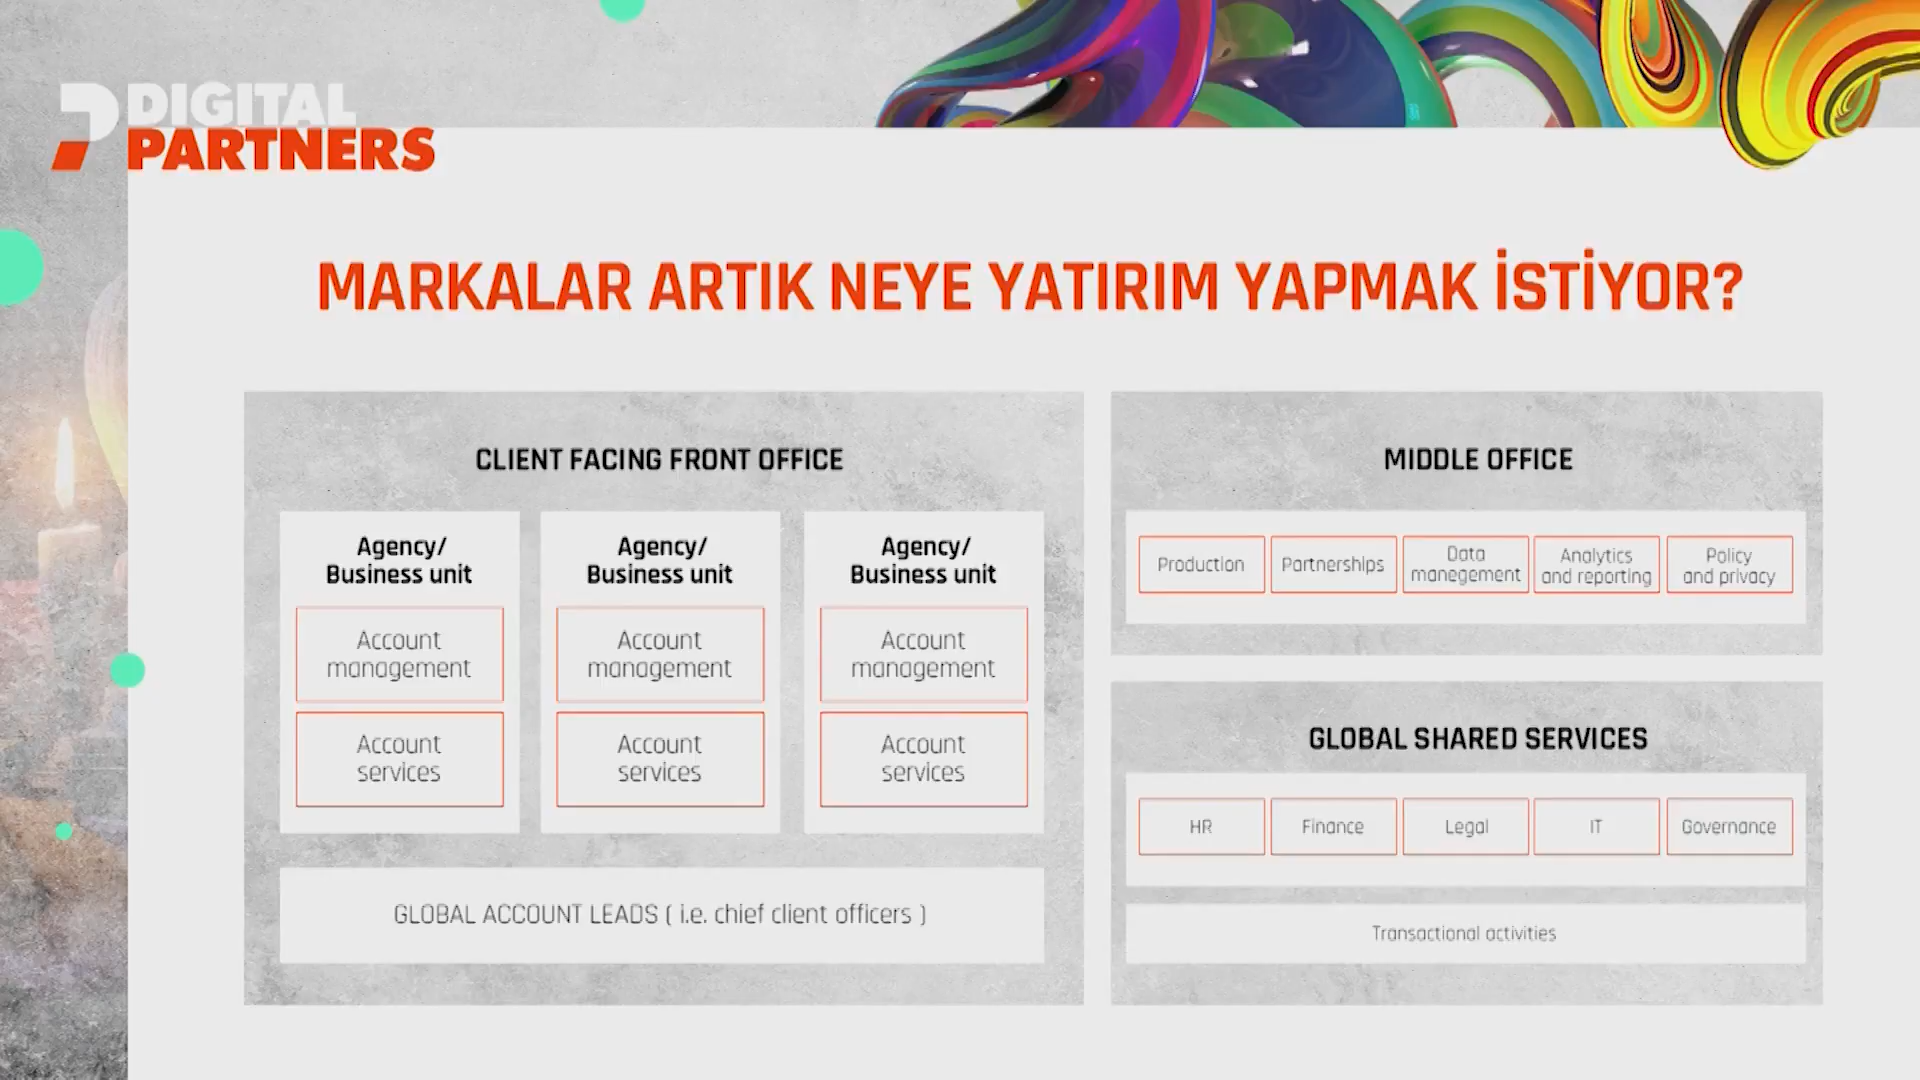 DIGITAL
PARTNERS
MARKALAR ARTIK NEYE YATIRIM YAPMAK İSTİYOR?
CLIENT FACING FRONT OFFICE
Agency/
Business unit
Account
management
Account
services
Agency/
Business unit
Account
management
Account
services
Agency/
Business unit
Account
management
Account
services
GLOBAL ACCOUNT LEADS ( i.e. chief client officers )
MIDDLE OFFICE
Production
Partnerships
Data
manegement
Analytics
and reporting
Policy
and privacy
GLOBAL SHARED SERVICES
HR
Finance
Legal
IT
Governance
Transactional activities